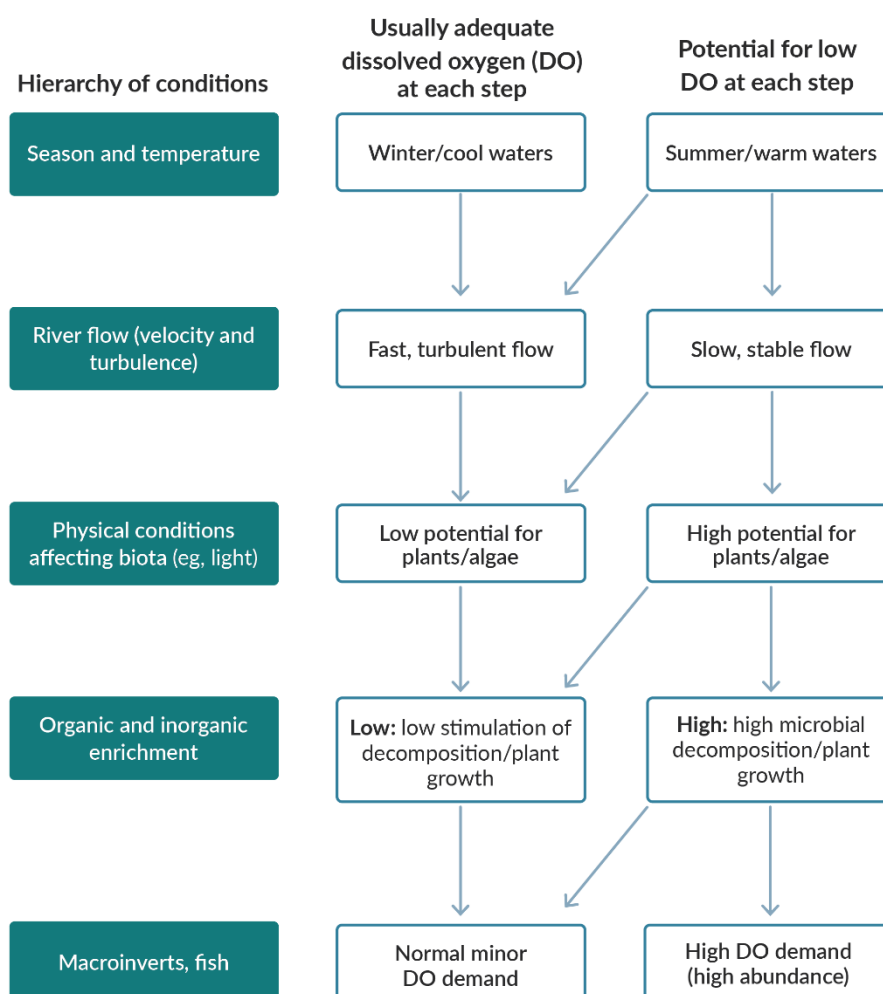 Hierarchy of conditions
Usually adequate
dissolved oxygen (DO)
at each step
Potential for low
DO at each step
Season and temperature
Winter/cool waters
Summer/warm waters
River flow (velocity and
turbulence)
Fast, turbulent flow
Slow, stable flow
Physical conditions
affecting biota (eg, light)
Low potential for
plants/algae
High potential for
plants/algae
Organic and inorganic
enrichment
Low: low stimulation of
decomposition/plant
growth
High: high microbial
decomposition/plant
growth
Macroinverts, fish
Normal minor
DO demand
High DO demand
(high abundance)